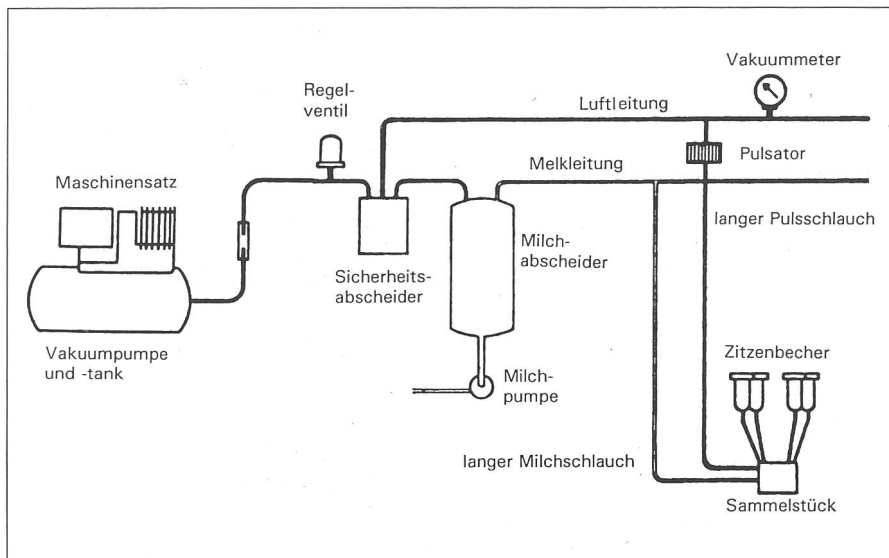 Vakuummeter
Regel-
ventil
Luftleitung
Pulsator
Melkleitung
Maschinensatz
langer Pulsschlauch
Milch-
abscheider
Sicherheits-
abscheider
Vakuumpumpe
und -tank
Zitzenbecher
Milch-
pumpe
langer Milchschlauch
Sammelstück